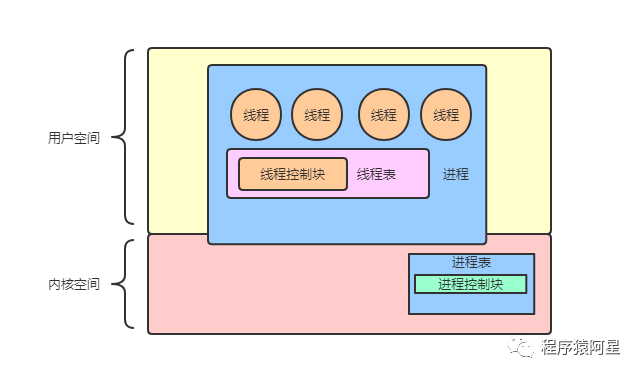 用户空间
线程
线程
线程
线程
线程控制块
线程表
进程
内核空间
进程表
进程控制块
程序猿阿星